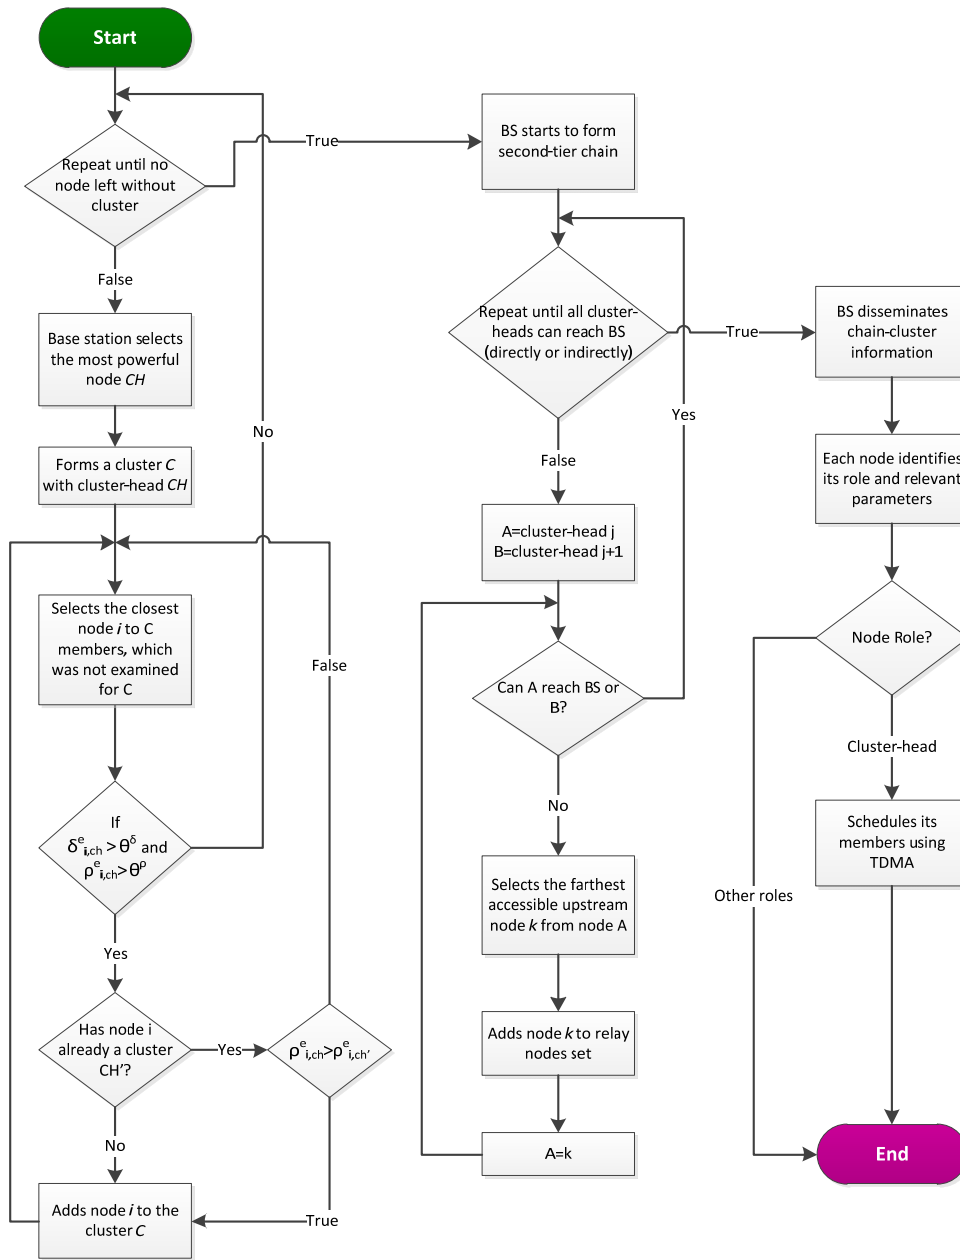 Start
Repeat until no
node left without
cluster
True
False
Base station selects
the most powerful
node CH
Forms a cluster C
with cluster-head CH
No
Selects the closest
node i to C
members, which
was not examined
for C
False
If
δᵉi,ch > θᵟ and
ρᵉi,ch>θᵖ
Yes
Has node i
already a cluster
CH'?
Yes
ρᵉi,ch>ρᵉi,ch'
No
True
Adds node i to the
cluster C
BS starts to form
second-tier chain
Repeat until all cluster-
heads can reach BS
(directly or indirectly)
True
Yes
False
A=cluster-head j
B=cluster-head j+1
Can A reach BS or
B?
No
Selects the farthest
accessible upstream
node k from node A
Adds node k to relay
nodes set
A=k
BS disseminates
chain-cluster
information
Each node identifies
its role and relevant
parameters
Node Role?
Cluster-head
Schedules its
members using
TDMA
Other roles
End